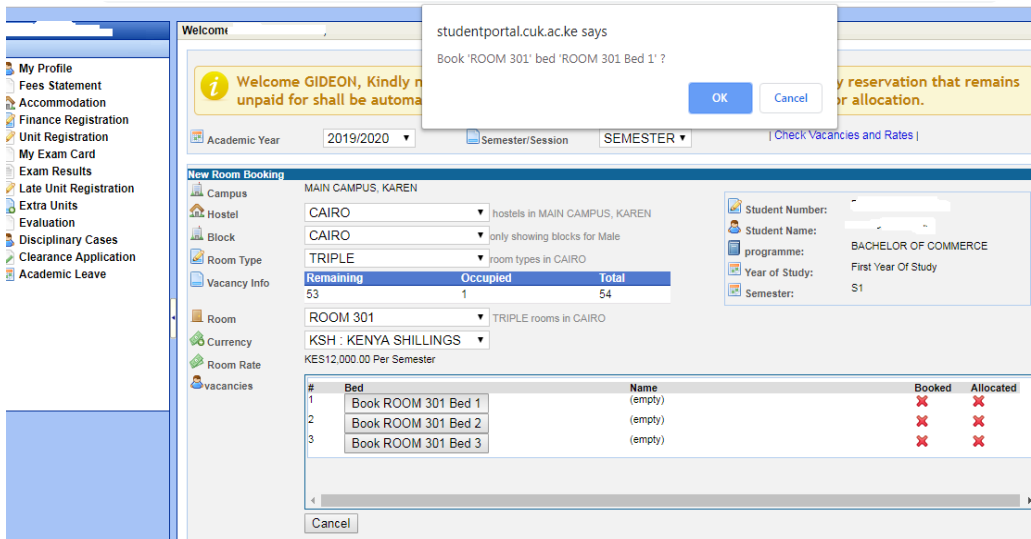 studentportal.cuk.ac.ke says
Book 'ROOM 301' bed 'ROOM 301 Bed 1' ?
OK Cancel
Welcome
My Profile
Fees Statement
Accommodation
Finance Registration
Unit Registration
My Exam Card
Exam Results
Late Unit Registration
Extra Units
Evaluation
Disciplinary Cases
Clearance Application
Academic Leave
Welcome GIDEON, Kindly y reservation that remains
unpaid for shall be or allocation.
Academic Year 2019/2020 Semester/Session SEMESTER | Check Vacancies and Rates |
New Room Booking
Campus MAIN CAMPUS, KAREN
Hostel CAIRO hostels in MAIN CAMPUS, KAREN
Block CAIRO only showing blocks for Male
Room Type TRIPLE room types in CAIRO
Vacancy Info Remaining Occupied Total
53 1 54
Room ROOM 301 TRIPLE rooms in CAIRO
Currency KSH : KENYA SHILLINGS
Room Rate KES12,000.00 Per Semester
vacancies
Student Number:
Student Name:
programme: BACHELOR OF COMMERCE
Year of Study: First Year Of Study
Semester: S1
# Bed Name Booked Allocated
1 Book ROOM 301 Bed 1 (empty)
2 Book ROOM 301 Bed 2 (empty)
3 Book ROOM 301 Bed 3 (empty)
Cancel